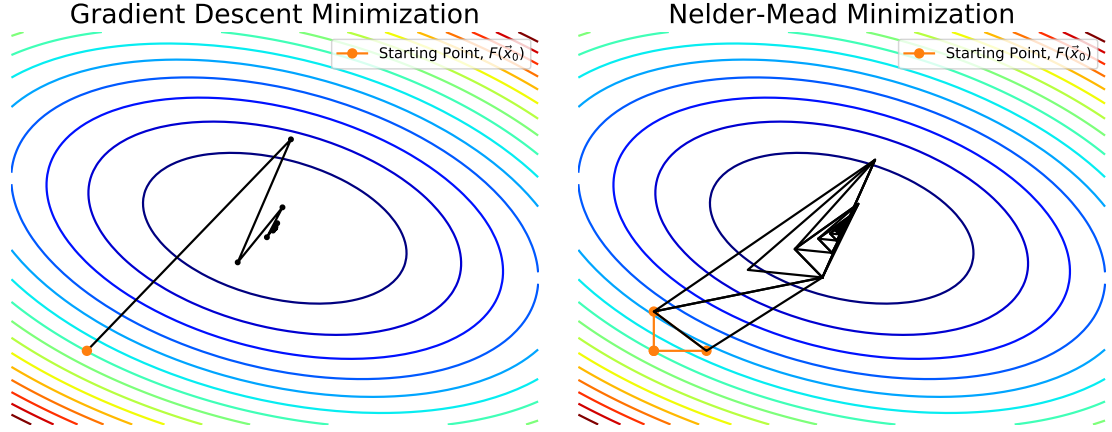 Gradient Descent Minimization
Starting Point, F(x⃗₀)
Nelder-Mead Minimization
Starting Point, F(x⃗₀)